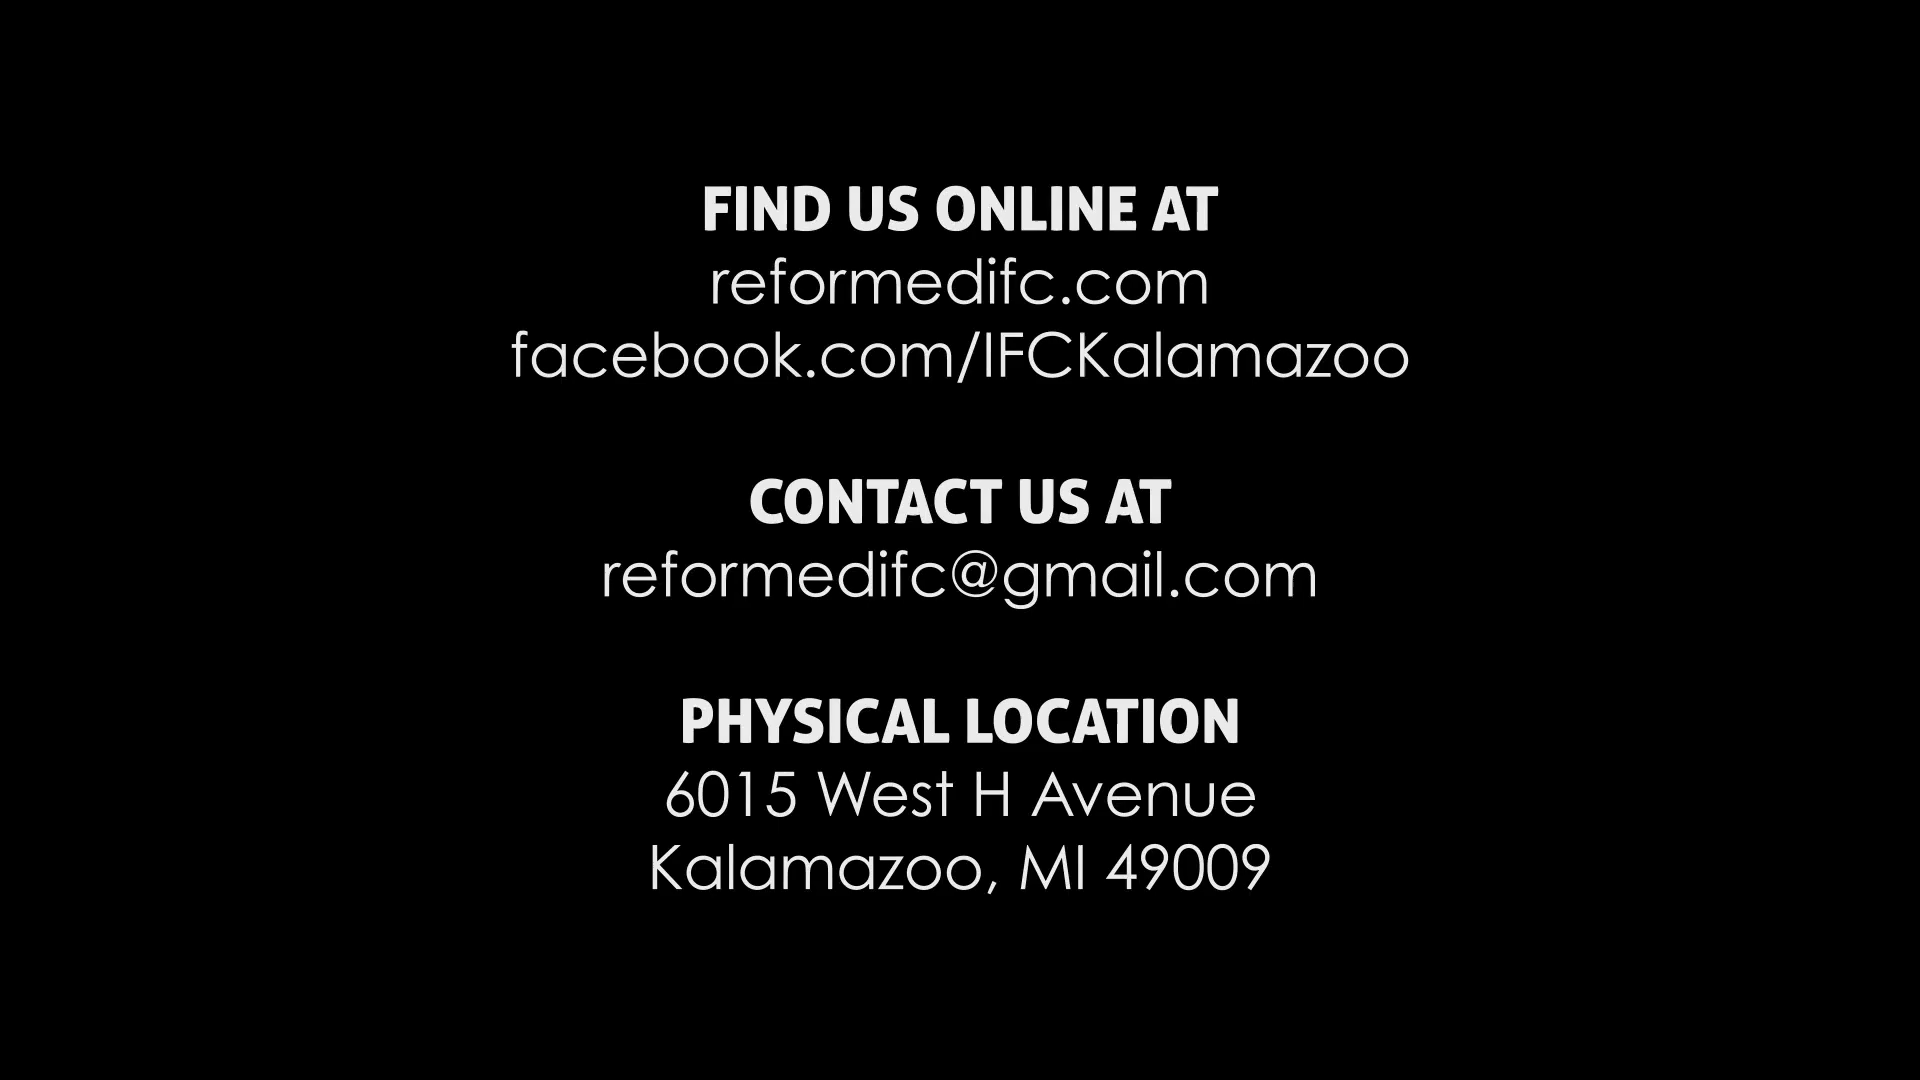 FIND US ONLINE AT
reformedifc.com
facebook.com/IFCKalamazoo
CONTACT US AT
reformedifc@gmail.com
PHYSICAL LOCATION
6015 West H Avenue
Kalamazoo, MI 49009